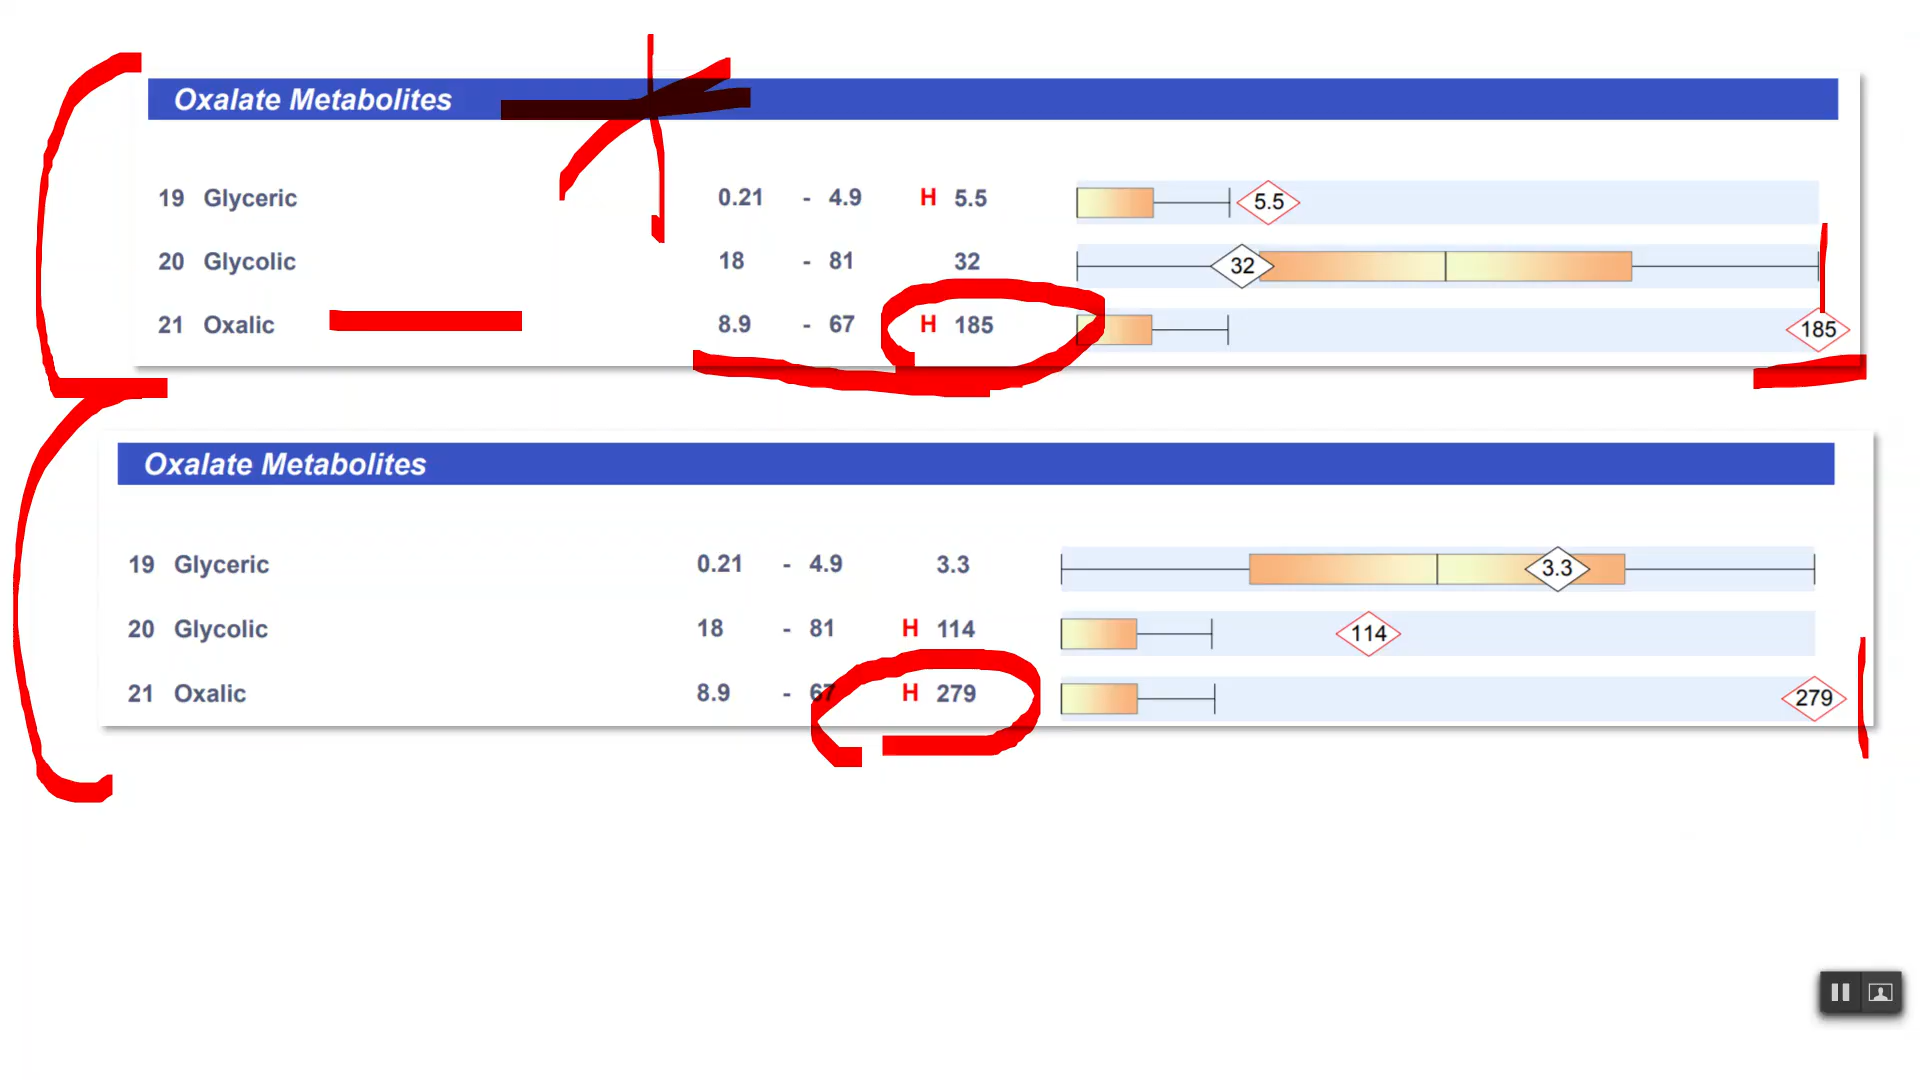 Oxalate Metabolites
19 Glyceric 0.21 - 4.9 H 5.5 5.5
20 Glycolic 18 - 81 32 32
21 Oxalic 8.9 - 67 H 185 185
Oxalate Metabolites
19 Glyceric 0.21 - 4.9 3.3 3.3
20 Glycolic 18 - 81 H 114 114
21 Oxalic 8.9 - 67 H 279 279